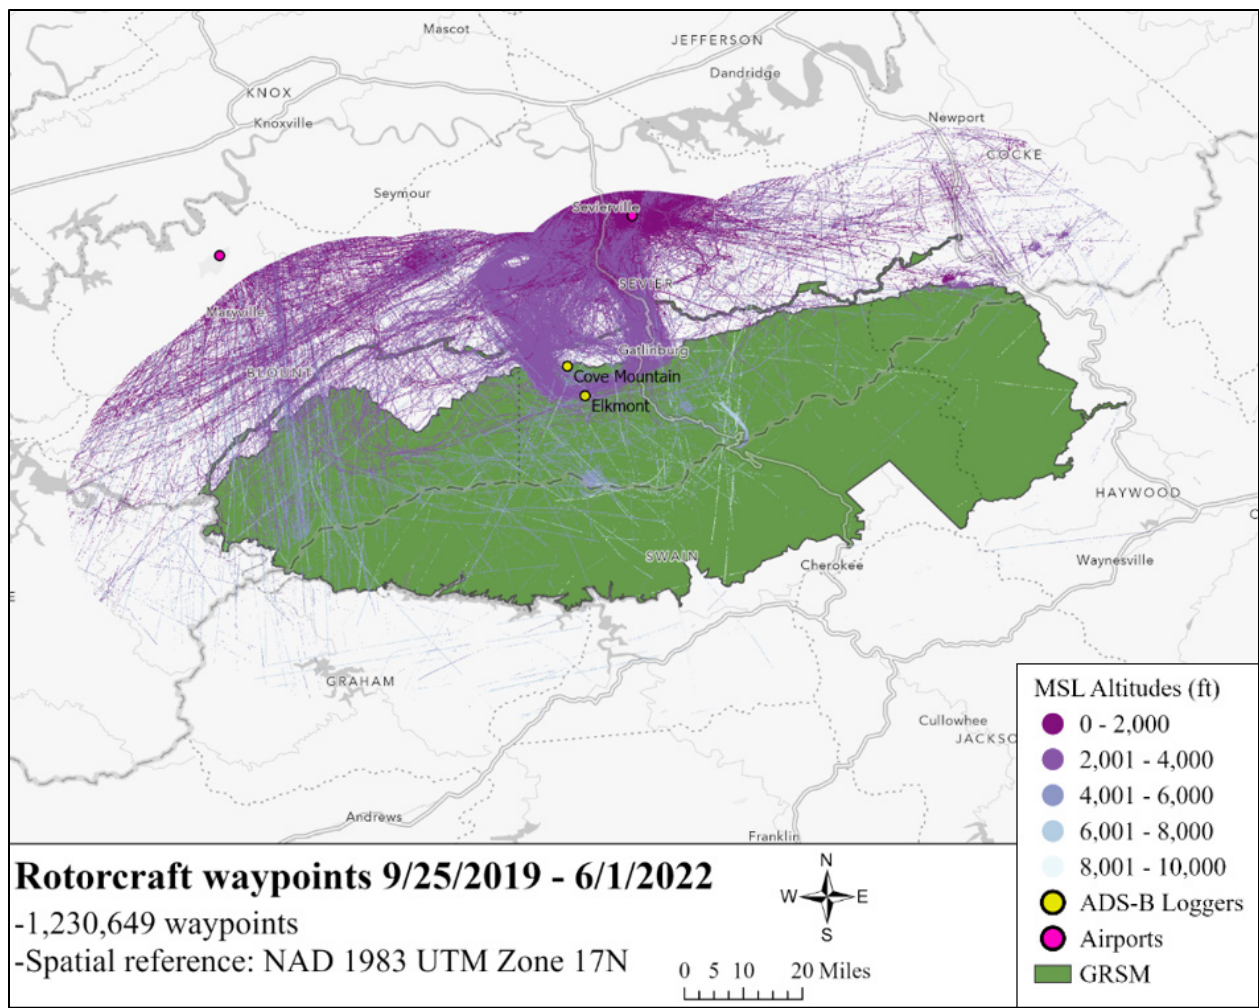 Mascot
JEFFERSON
Dandridge
KNOX
Knoxville
Newport
COCKE
Seymour
Sevierville
SEVIER
Maryville
Gatlinburg
BLOUNT
Cove Mountain
Elkmont
HAYWOOD
SWAIN
Cherokee
Waynesville
GRAHAM
Cullowhee
JACKSO
Andrews
Franklin
MSL Altitudes (ft)
0 - 2,000
2,001 - 4,000
4,001 - 6,000
6,001 - 8,000
8,001 - 10,000
ADS-B Loggers
Airports
GRSM
Rotorcraft waypoints 9/25/2019 - 6/1/2022
-1,230,649 waypoints
-Spatial reference: NAD 1983 UTM Zone 17N
N
W E
S
0 5 10 20 Miles